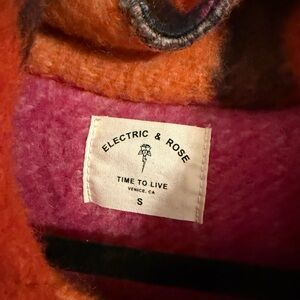 ELECTRIC & ROSE
TIME TO LIVE
VENICE, CA
S